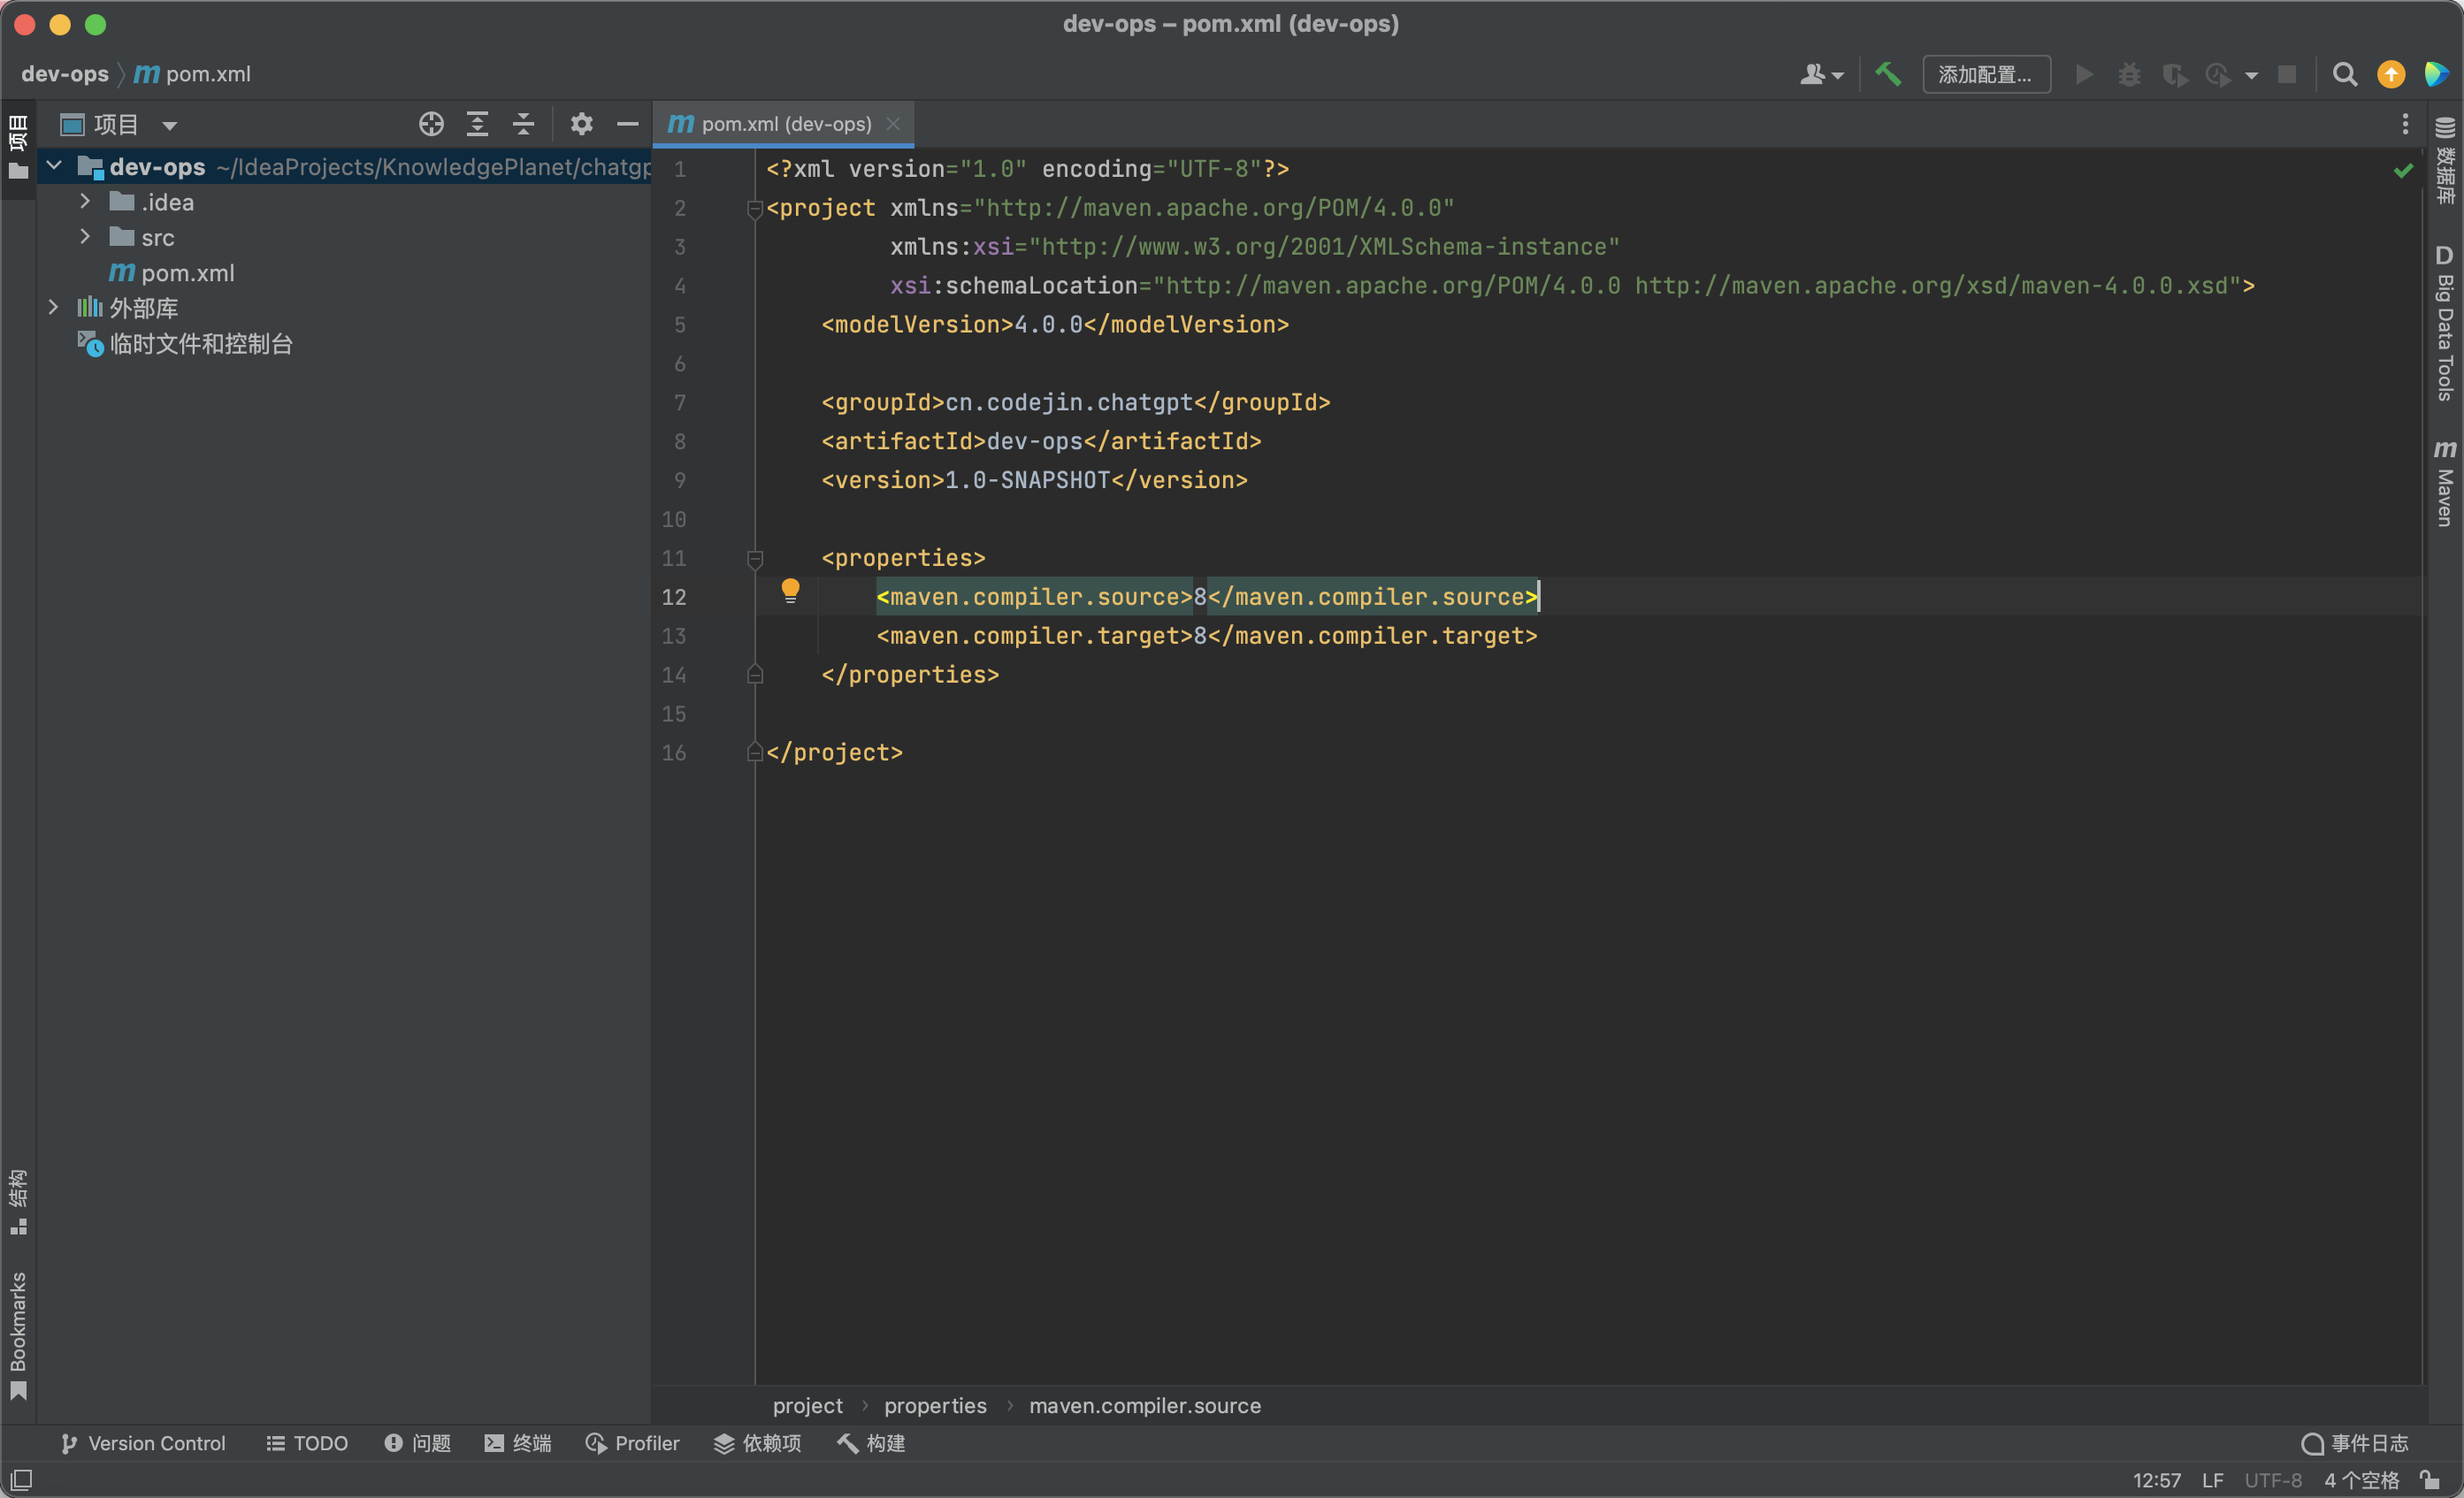 dev-ops – pom.xml (dev-ops)
dev-ops
pom.xml
添加配置...
项目
项目
dev-ops ~/IdeaProjects/KnowledgePlanet/chatgp
.idea
src
pom.xml
外部库
临时文件和控制台
结构
Bookmarks
pom.xml (dev-ops)
1 <?xml version="1.0" encoding="UTF-8"?>
2 <project xmlns="http://maven.apache.org/POM/4.0.0"
3 xmlns:xsi="http://www.w3.org/2001/XMLSchema-instance"
4 xsi:schemaLocation="http://maven.apache.org/POM/4.0.0 http://maven.apache.org/xsd/maven-4.0.0.xsd">
5 <modelVersion>4.0.0</modelVersion>
6
7 <groupId>cn.codejin.chatgpt</groupId>
8 <artifactId>dev-ops</artifactId>
9 <version>1.0-SNAPSHOT</version>
10
11 <properties>
12 <maven.compiler.source>8</maven.compiler.source>
13 <maven.compiler.target>8</maven.compiler.target>
14 </properties>
15
16 </project>
数据库
D Big Data Tools
m Maven
project > properties > maven.compiler.source
Version Control TODO 问题 终端 Profiler 依赖项 构建 事件日志
12:57 LF UTF-8 4 个空格